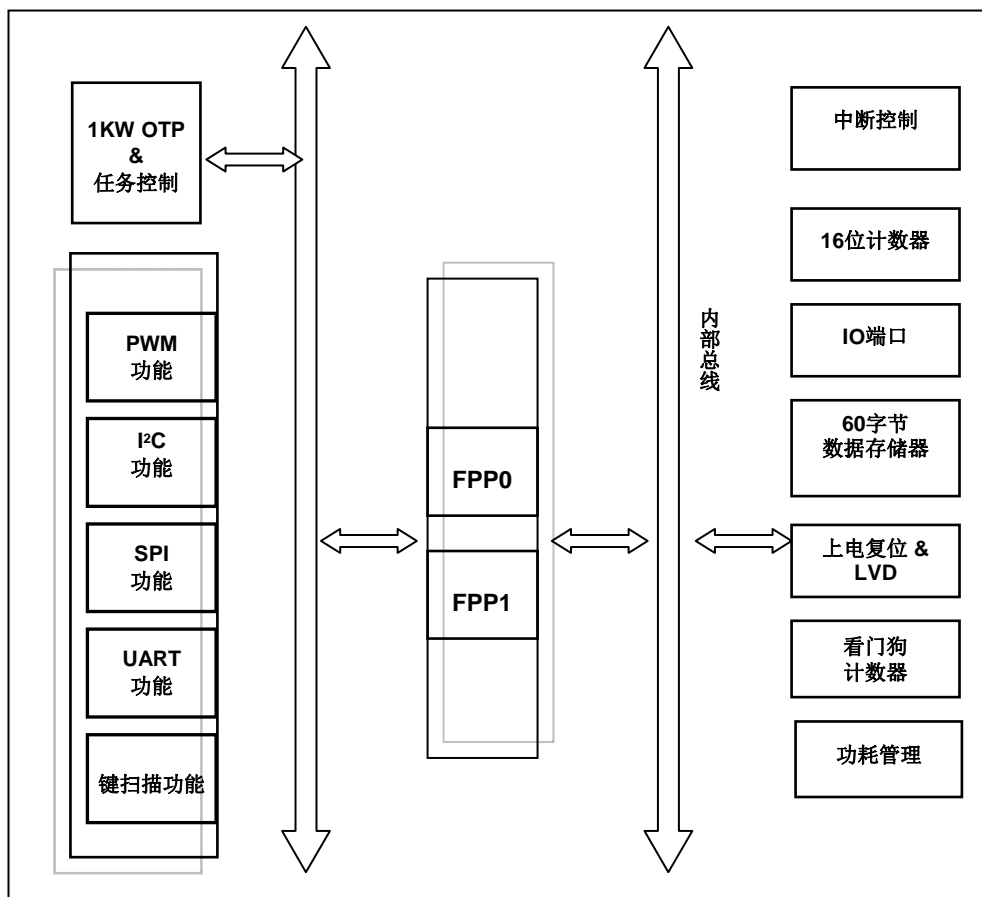 1KW OTP
&
任务控制
PWM
功能
I²C
功能
SPI
功能
UART
功能
键扫描功能
FPP0
FPP1
内部总线
中断控制
16位计数器
IO端口
60字节
数据存储器
上电复位 &
LVD
看门狗
计数器
功耗管理